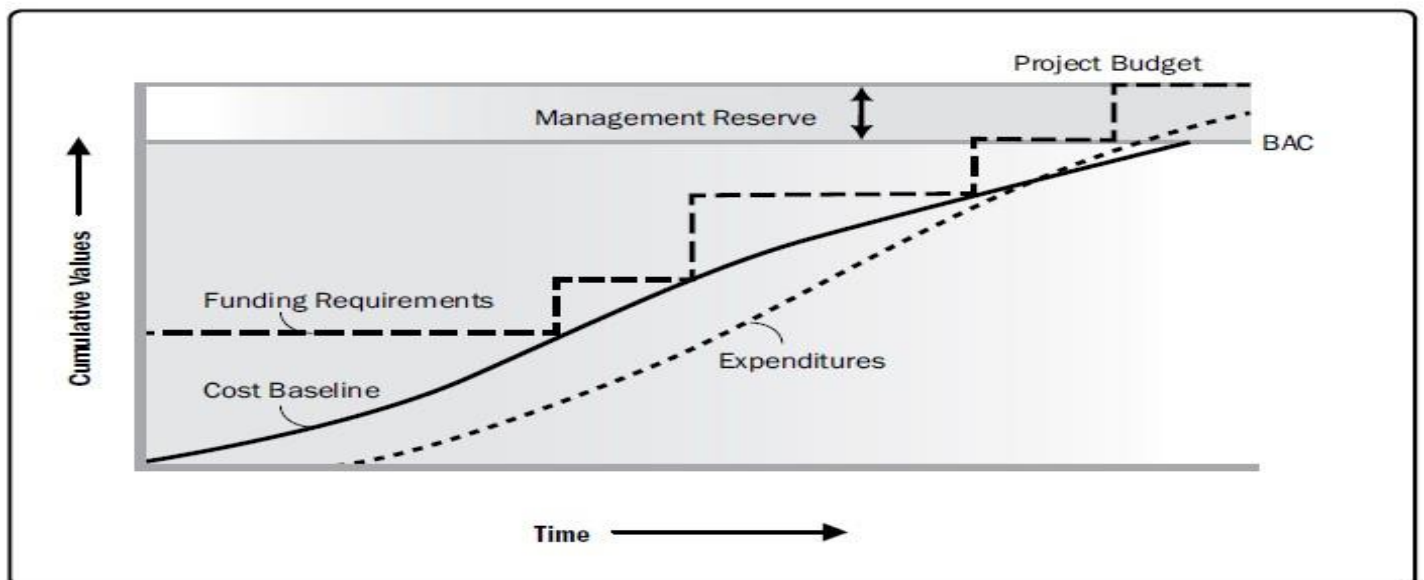 Project Budget
Management Reserve
BAC
Cumulative Values
Funding Requirements
Expenditures
Cost Baseline
Time